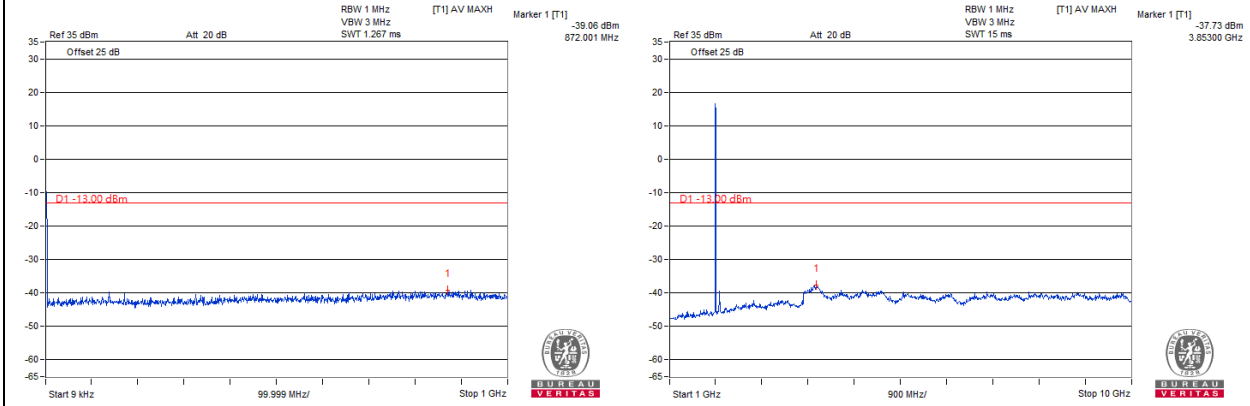 RBW 1 MHz [T1] AV MAXH Marker 1 [T1]
VBW 3 MHz -39.06 dBm
Ref 35 dBm Att 20 dB SWT 1.267 ms 872.001 MHz
35
Offset 25 dB
30
20
10
0
-10
D1 -13.00 dBm
-20
-30
1
-40
-50
-60
-65
Start 9 kHz 99.999 MHz/ Stop 1 GHz
BUREAU VERITAS
1828
BUREAU
VERITAS
RBW 1 MHz [T1] AV MAXH Marker 1 [T1]
VBW 3 MHz -37.73 dBm
Ref 35 dBm Att 20 dB SWT 15 ms 3.85300 GHz
35
Offset 25 dB
30
20
10
0
-10
D1 -13.00 dBm
-20
-30
1
-40
-50
-60
-65
Start 1 GHz 900 MHz/ Stop 10 GHz
BUREAU VERITAS
1828
BUREAU
VERITAS